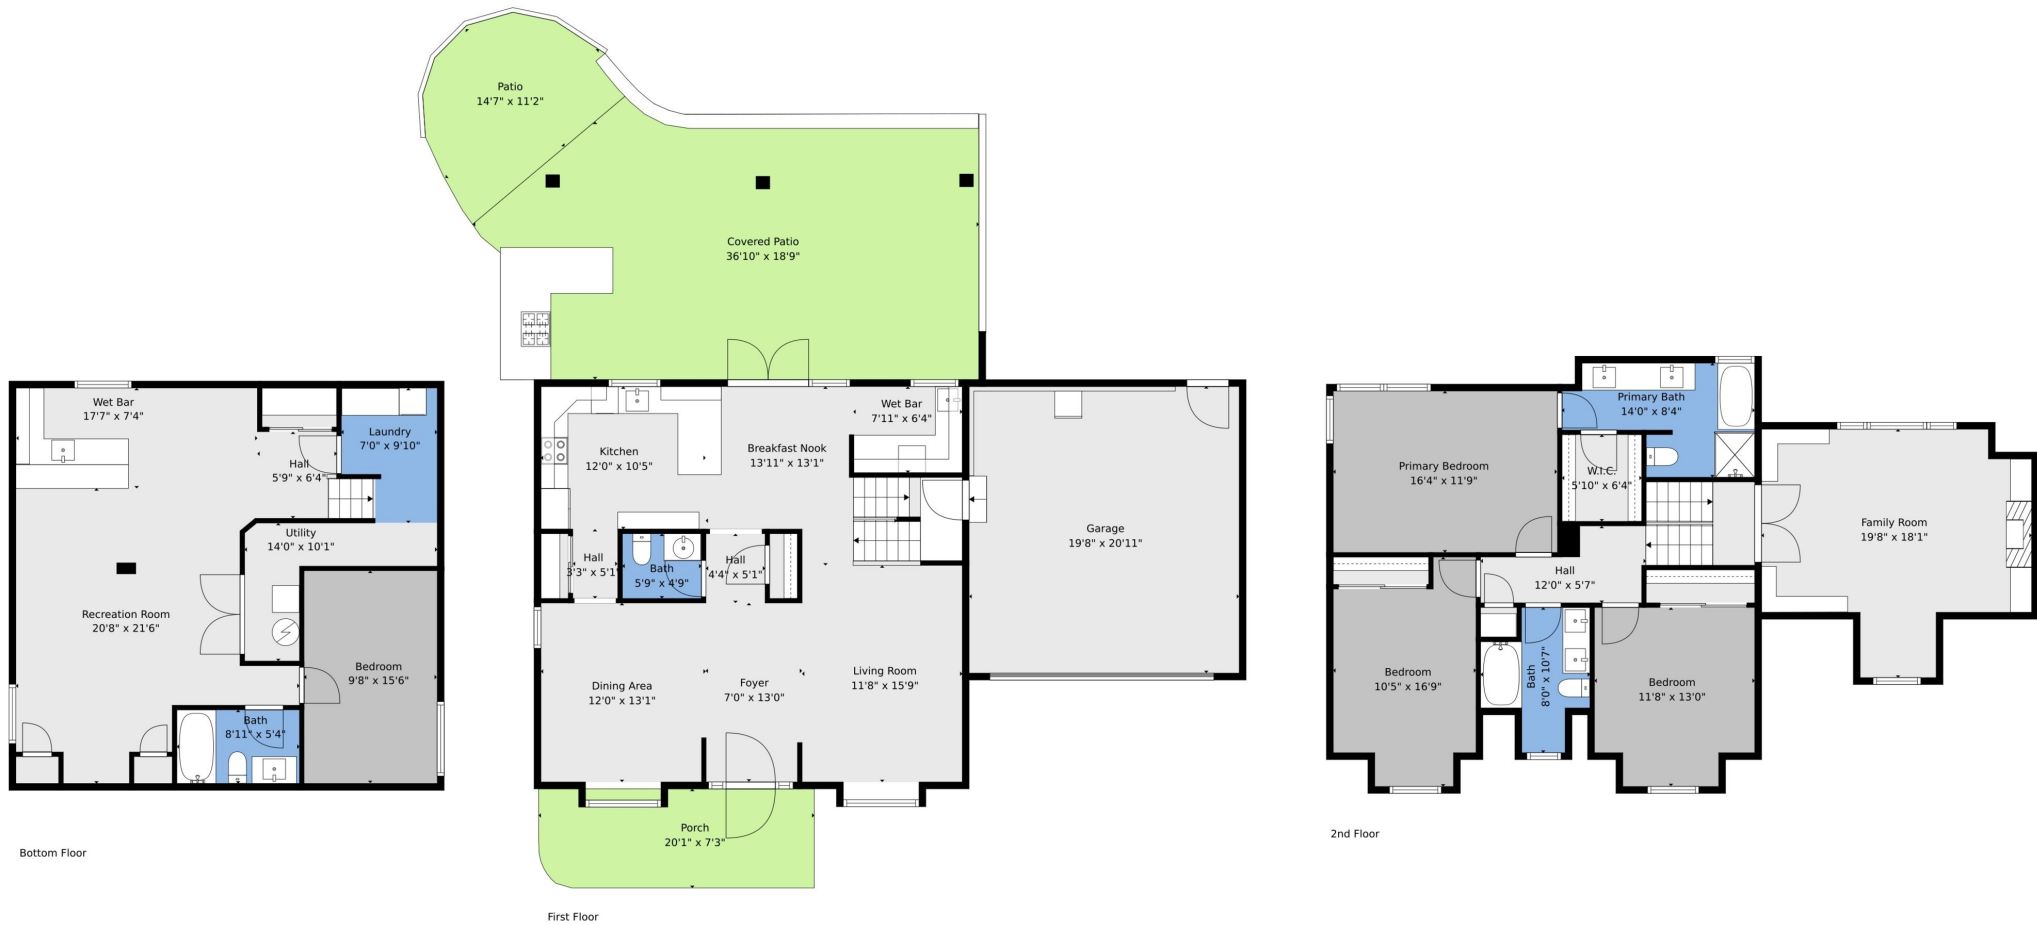 Patio
14'7" x 11'2"
Covered Patio
36'10" x 18'9"
Wet Bar
17'7" x 7'4"
Laundry
7'0" x 9'10"
Hall
5'9" x 6'4"
Utility
14'0" x 10'1"
Recreation Room
20'8" x 21'6"
Bedroom
9'8" x 15'6"
Bath
8'11" x 5'4"
Bottom Floor
Wet Bar
7'11" x 6'4"
Kitchen
12'0" x 10'5"
Breakfast Nook
13'11" x 13'1"
Garage
19'8" x 20'11"
Hall
3'3" x 5'1"
Bath
5'9" x 4'9"
Hall
4'4" x 5'1"
Dining Area
12'0" x 13'1"
Foyer
7'0" x 13'0"
Living Room
11'8" x 15'9"
Porch
20'1" x 7'3"
First Floor
Primary Bath
14'0" x 8'4"
Primary Bedroom
16'4" x 11'9"
W.I.C.
5'10" x 6'4"
Family Room
19'8" x 18'1"
Hall
12'0" x 5'7"
Bedroom
10'5" x 16'9"
Bath
8'0" x 10'7"
Bedroom
11'8" x 13'0"
2nd Floor